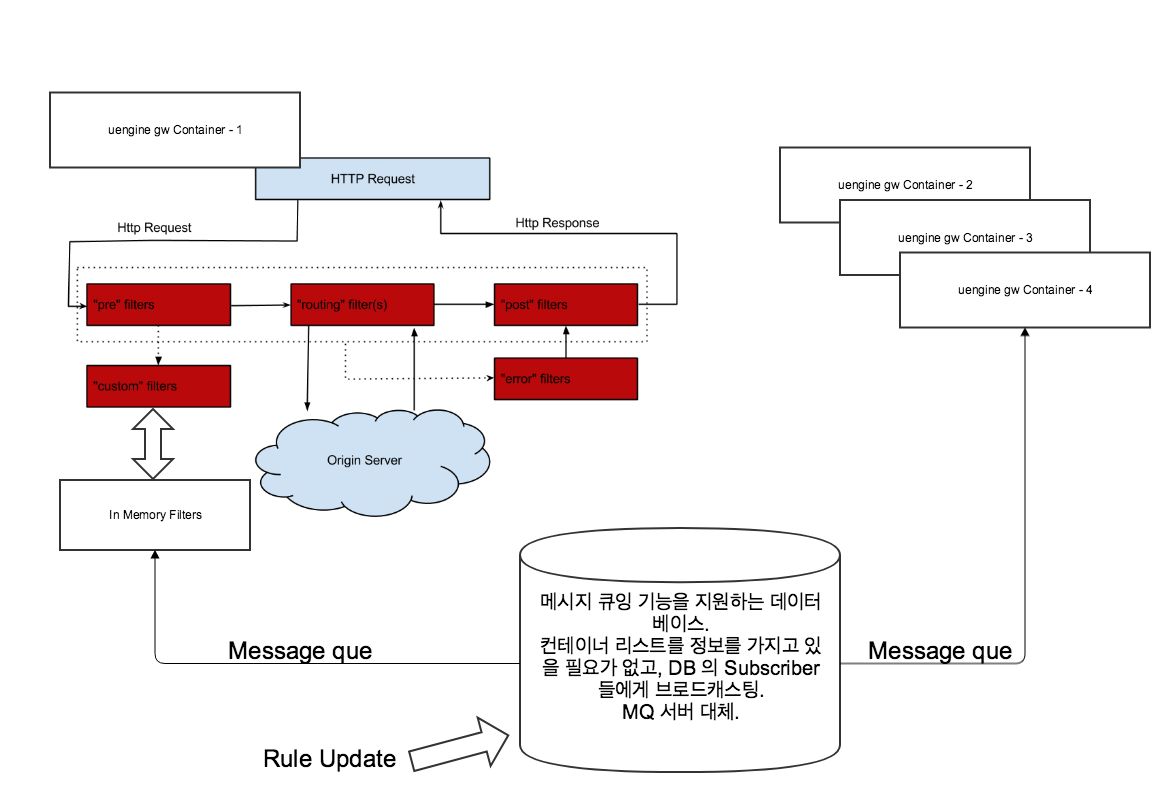 uengine gw Container - 1
HTTP Request
Http Request
Http Response
"pre" filters
"routing" filter(s)
"post" filters
"custom" filters
"error" filters
Origin Server
In Memory Filters
uengine gw Container - 2
uengine gw Container - 3
uengine gw Container - 4
메시지 큐잉 기능을 지원하는 데이터
베이스.
컨테이너 리스트를 정보를 가지고 있
을 필요가 없고, DB 의 Subscriber
들에게 브로드캐스팅.
MQ 서버 대체.
Message que
Message que
Rule Update